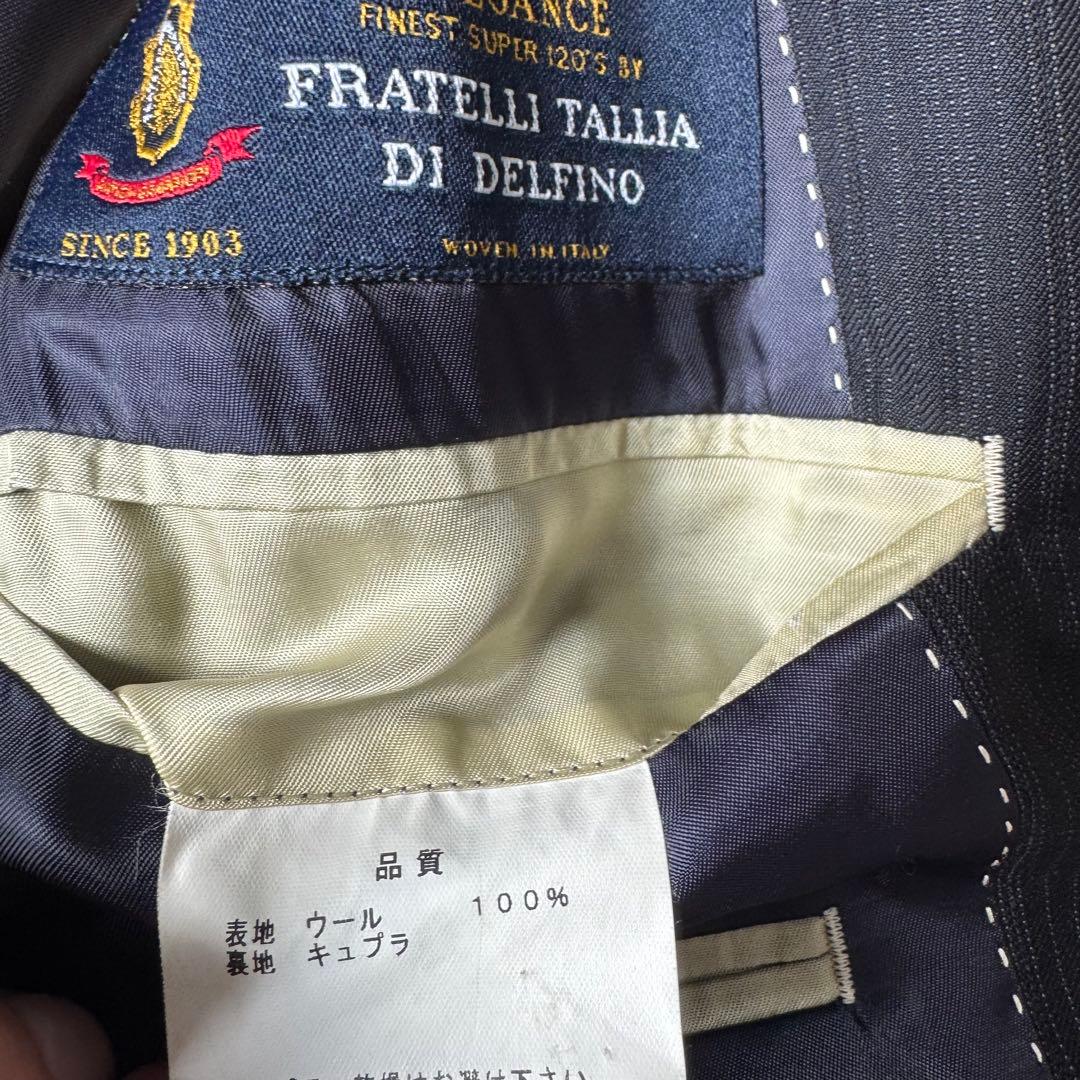 FINEST SUPER 120'S BY
FRATELLI TALLIA
DI DELFINO
SINCE 1903
WOVEN IN ITALY
品質
表地 ウール 100%
裏地 キュプラ